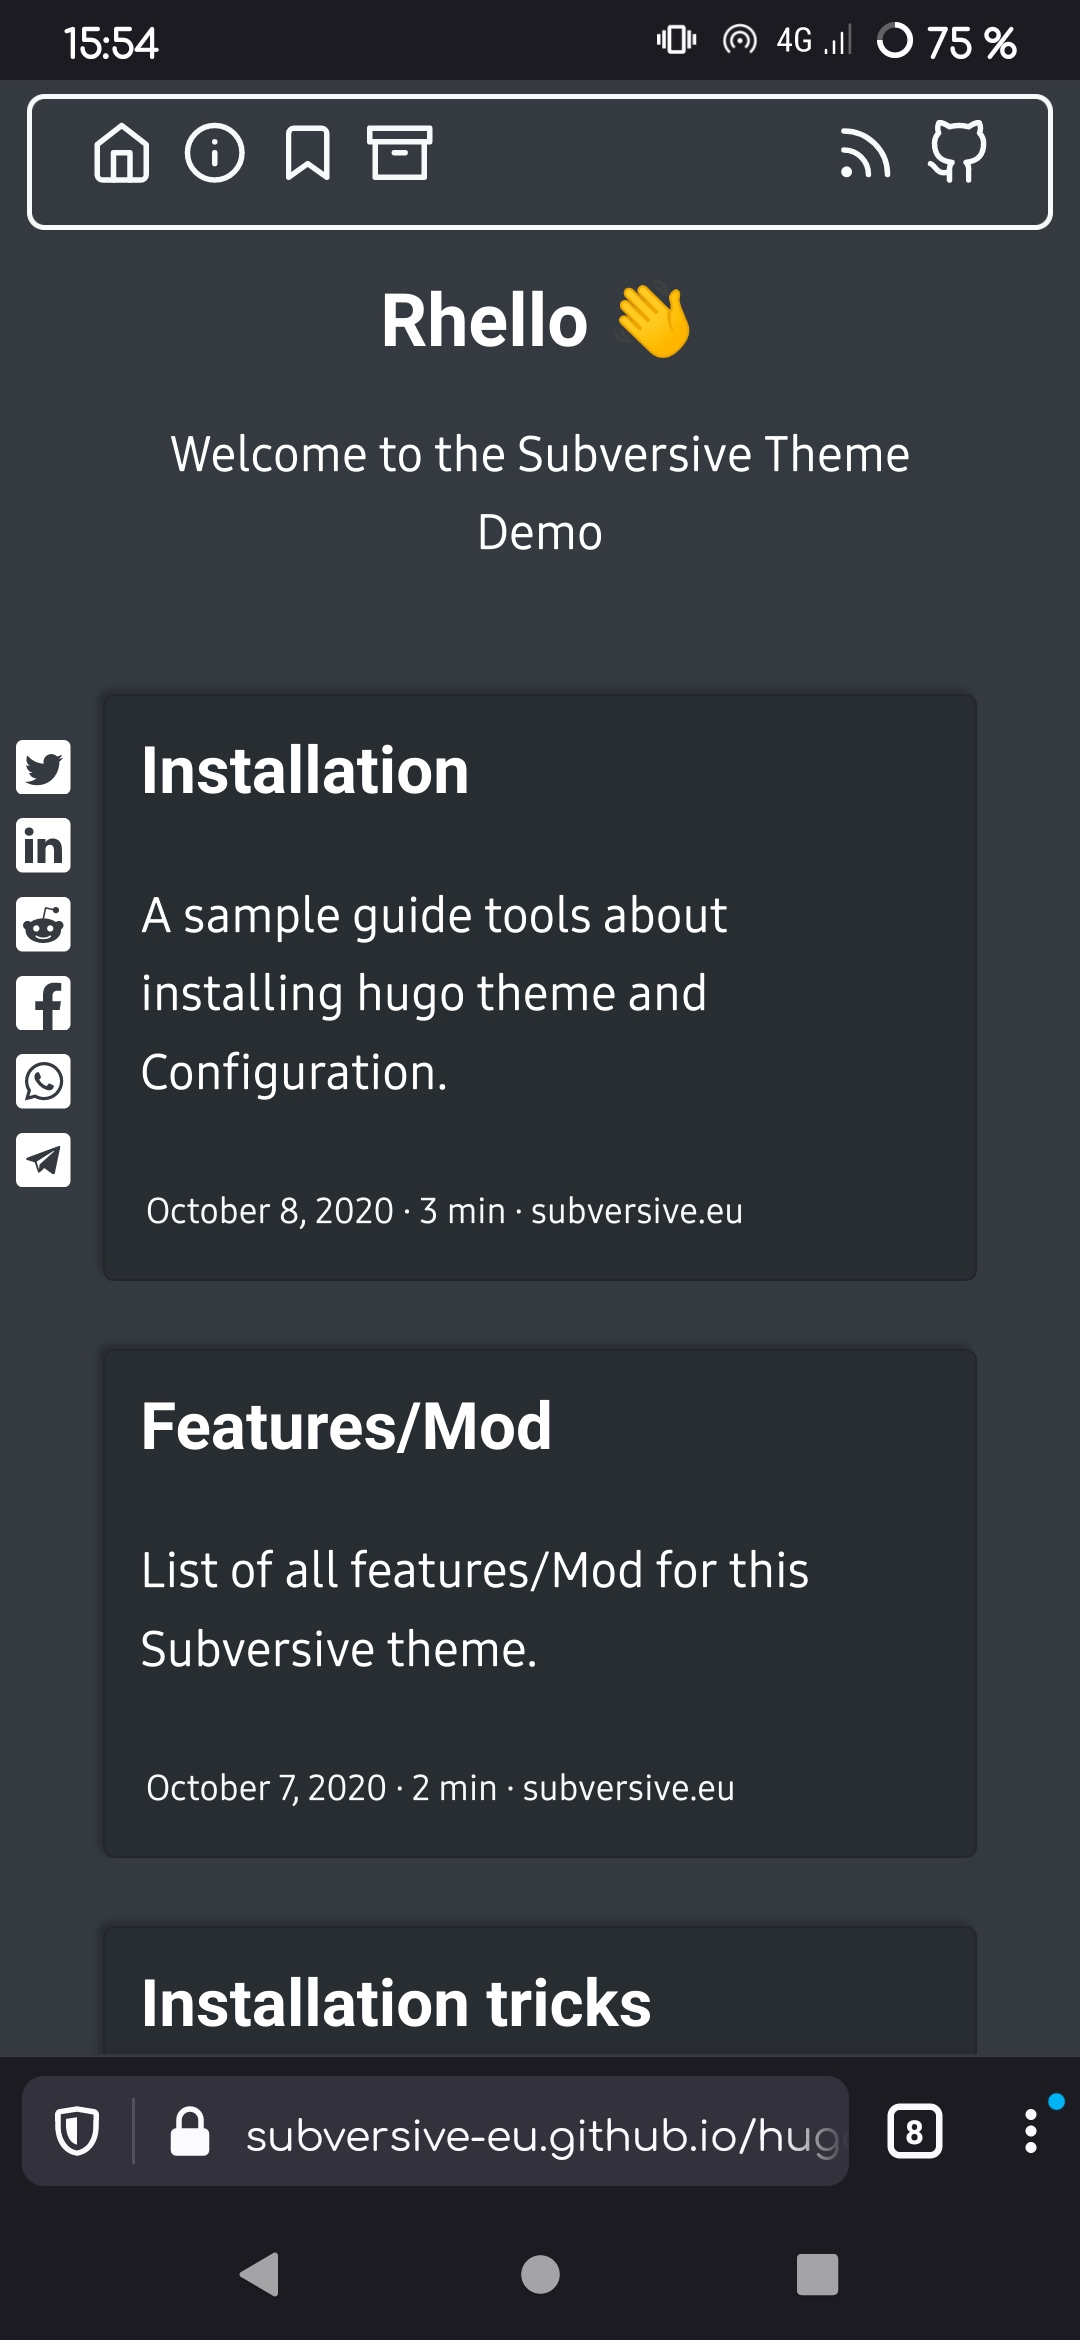 15:54 4G 75 %
Rhello 👋
Welcome to the Subversive Theme
Demo
Installation
A sample guide tools about
installing hugo theme and
Configuration.
October 8, 2020 · 3 min · subversive.eu
Features/Mod
List of all features/Mod for this
Subversive theme.
October 7, 2020 · 2 min · subversive.eu
Installation tricks
subversive-eu.github.io/hug
8